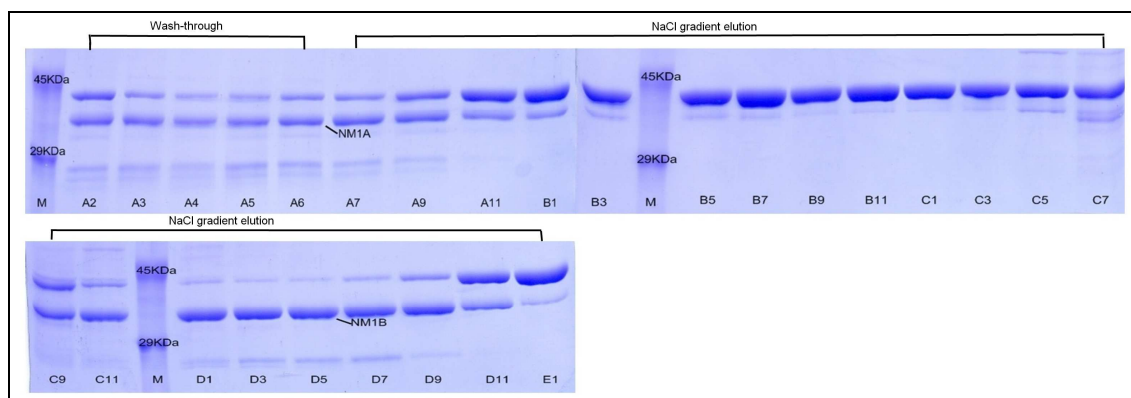 Wash-through NaCl gradient elution
45KDa 45KDa
NM1A
29KDa 29KDa
M A2 A3 A4 A5 A6 A7 A9 A11 B1 B3 M B5 B7 B9 B11 C1 C3 C5 C7
NaCl gradient elution
45KDa
NM1B
29KDa
C9 C11 M D1 D3 D5 D7 D9 D11 E1